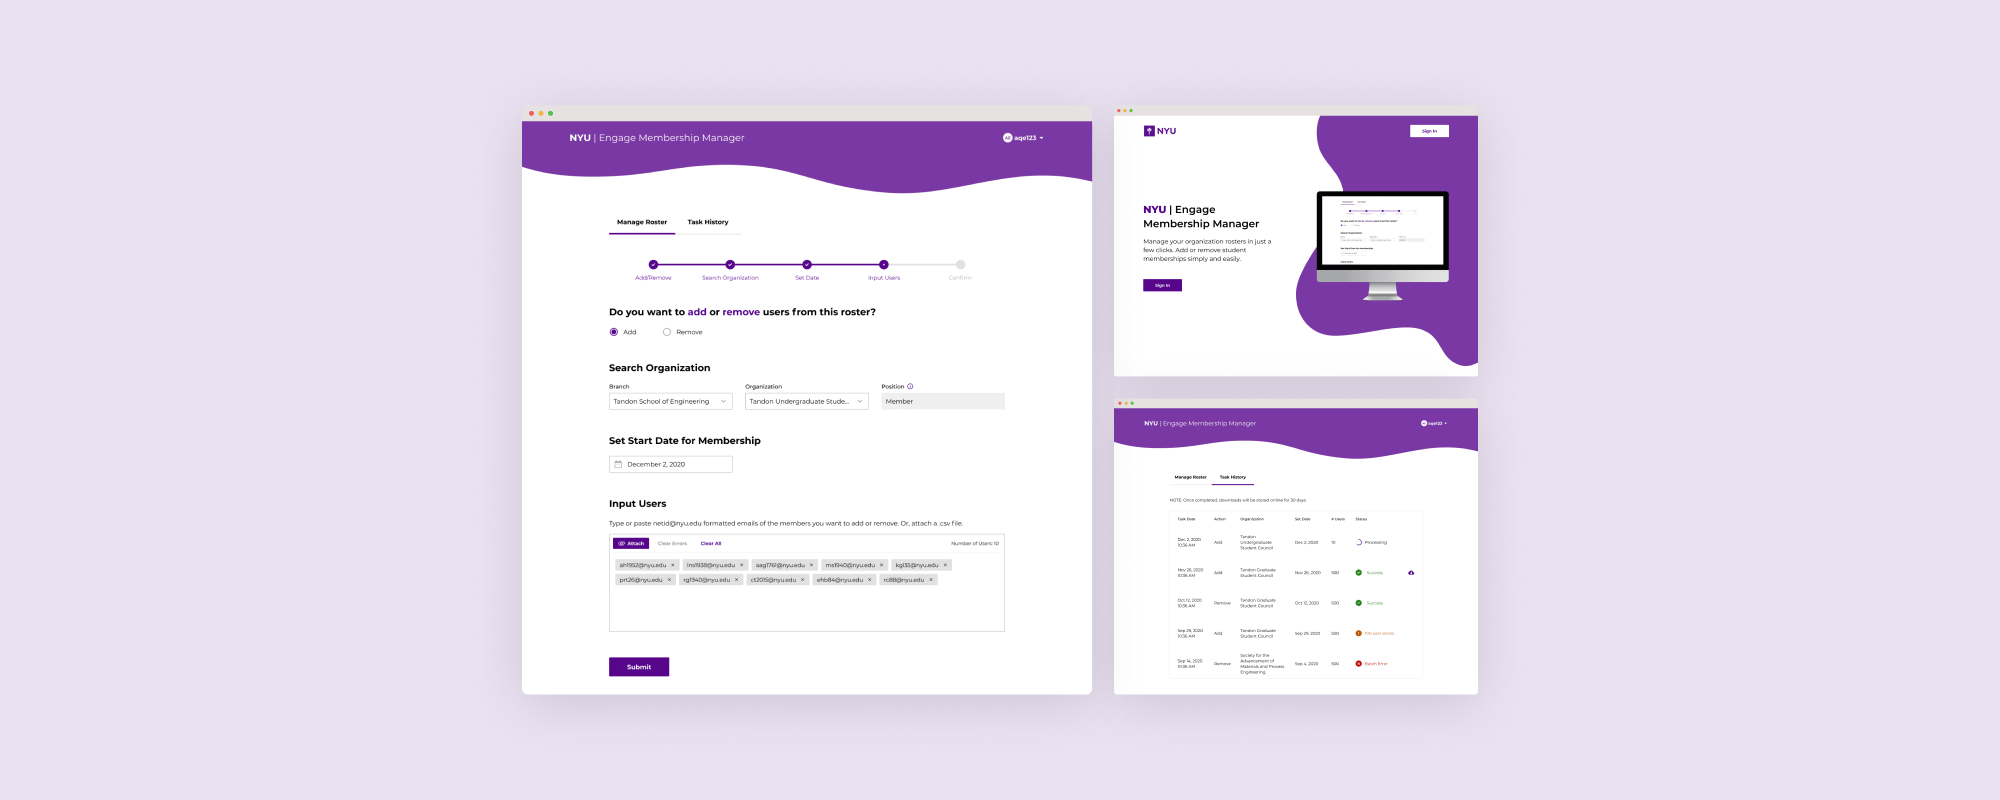 NYU | Engage Membership Manager
aqe123
Manage Roster Task History
Add/Remove Search Organization Set Date Input Users Confirm
Do you want to add or remove users from this roster?
Add Remove
Search Organization
Branch Organization Position
Tandon School of Engineering Tandon Undergraduate Stude... Member
Set Start Date for Membership
December 2, 2020
Input Users
Type or paste netid@nyu.edu formatted emails of the members you want to add or remove. Or, attach a .csv file.
Attach Clear Errors Clear All Number of Users: 10
ah1952@nyu.edu × lns1938@nyu.edu × aag1761@nyu.edu × ms1940@nyu.edu × kg135@nyu.edu ×
prt26@nyu.edu × rg1940@nyu.edu × ct2015@nyu.edu × ehb84@nyu.edu × rc88@nyu.edu ×
Submit
NYU
Sign In
NYU | Engage
Membership Manager
Manage your organization rosters in just a
few clicks. Add or remove student
memberships simply and easily.
Sign In
NYU | Engage Membership Manager
aqe123
Manage Roster Task History
NOTE: Once completed, downloads will be stored online for 30 days
Task Date Action Organization Set Date # Users Status
Dec 2, 2020
10:36 AM
Add
Tandon
Undergraduate
Student Council
Dec 2, 2020 10 Processing
Nov 26, 2020
10:36 AM
Add
Tandon Graduate
Student Council
Nov 26, 2020 500 Success
Oct 12, 2020
10:36 AM
Remove
Tandon Graduate
Student Council
Oct 12, 2020 500 Success
Sep 29, 2020
10:36 AM
Add
Tandon Graduate
Student Council
Sep 29, 2020 500
Sep 14, 2020
10:36 AM
Remove
Society for the
Advancement of
Materials and Process
Engineering
Sep 4, 2020 500 Batch Error